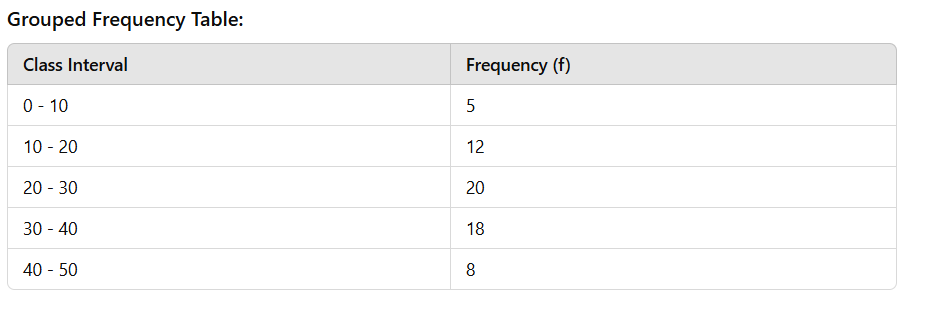 Grouped Frequency Table:
Class Interval Frequency (f)
0 - 10 5
10 - 20 12
20 - 30 20
30 - 40 18
40 - 50 8